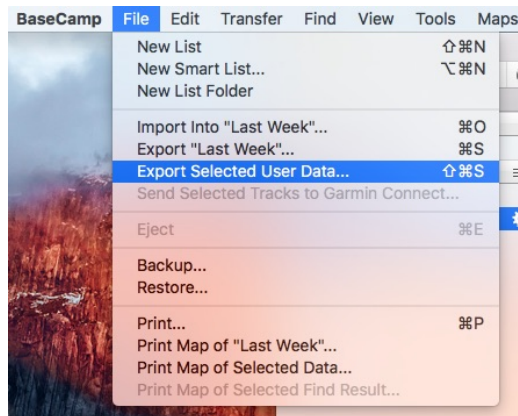 BaseCamp File Edit Transfer Find View Tools Maps
New List ⇧⌘N
New Smart List... ⌥⌘N
New List Folder
Import Into "Last Week"... ⌘O
Export "Last Week"... ⌘S
Export Selected User Data... ⇧⌘S
Send Selected Tracks to Garmin Connect...
Eject ⌘E
Backup...
Restore...
Print... ⌘P
Print Map of "Last Week"...
Print Map of Selected Data...
Print Map of Selected Find Result...